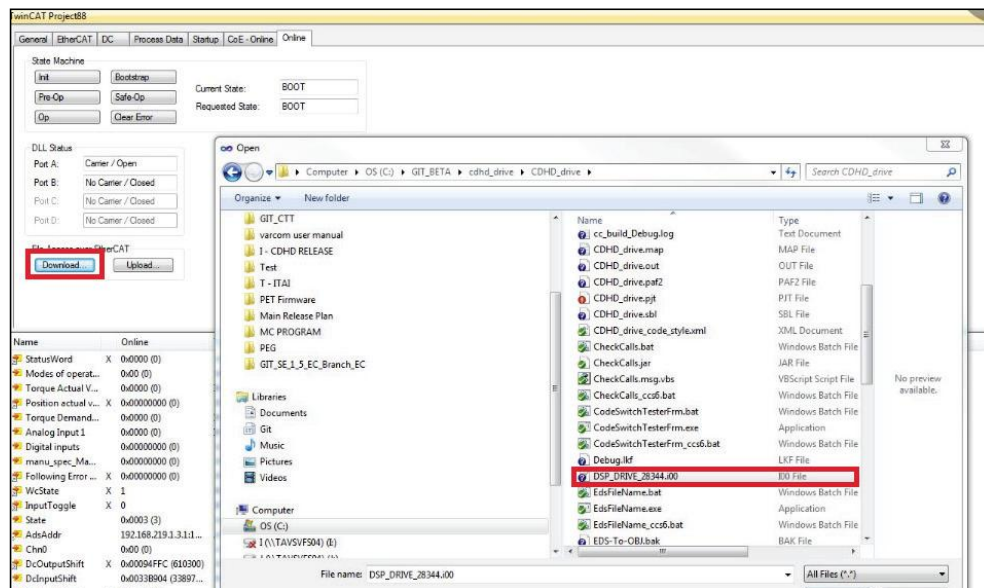 TwinCAT Project88
General EtherCAT DC Process Data Startup CoE - Online Online
State Machine
Init Bootstrap
Pre-Op Safe-Op
Op Clear Error
Current State: BOOT
Requested State: BOOT
DLL Status
Port A: Carrier / Open
Port B: No Carrier / Closed
Port C: No Carrier / Closed
Port D: No Carrier / Closed
File Access over EtherCAT
Download... Upload...
Name Online
StatusWord X 0x0000 (0)
Modes of operat... 0x00 (0)
Torque Actual V... 0x0000 (0)
Position actual v... X 0x00000000 (0)
Torque Demand... 0x0000 (0)
Analog Input 1 0x0000 (0)
Digital inputs 0x00000000 (0)
manu_spec_Ma... 0x00000000 (0)
Following Error ... X 0x00000000 (0)
WcState X 1
InputToggle X 0
State 0x0003 (3)
AdsAddr 192.168.219.1.3.1:1...
Chn0 0x00 (0)
DcOutputShift X 0x00094FFC (610300)
DcInputShift 0x0033B904 (33897...
Open
Computer OS (C:) GIT_BETA cdhd_drive CDHD_drive
Search CDHD_drive
Organize New folder
GIT_CTT
varcom user manual
I - CDHD RELEASE
Test
T - ITAI
PET Firmware
Main Release Plan
MC PROGRAM
PEG
GIT_SE_1_5_EC_Branch_EC
Libraries
Documents
Git
Music
Pictures
Videos
Computer
OS (C:)
I (\\TAVSVFS04) (I:)
Name Type
cc_build_Debug.log Text Document
CDHD_drive.map MAP File
CDHD_drive.out OUT File
CDHD_drive.paf2 PAF2 File
CDHD_drive.pjt PJT File
CDHD_drive.sbl SBL File
CDHD_drive_code_style.xml XML Document
CheckCalls.bat Windows Batch File
CheckCalls.jar JAR File
CheckCalls.msg.vbs VBScript Script File
CheckCalls_ccs6.bat Windows Batch File
CodeSwitchTesterFrm.bat Windows Batch File
CodeSwitchTesterFrm.exe Application
CodeSwitchTesterFrm_ccs6.bat Windows Batch File
Debug.lkf LKF File
DSP_DRIVE_28344.i00 I00 File
EdsFileName.bat Windows Batch File
EdsFileName.exe Application
EdsFileName_ccs6.bat Windows Batch File
EDS-To-OBJ.bak BAK File
No preview
available.
File name: DSP_DRIVE_28344.i00 All Files (*.*)